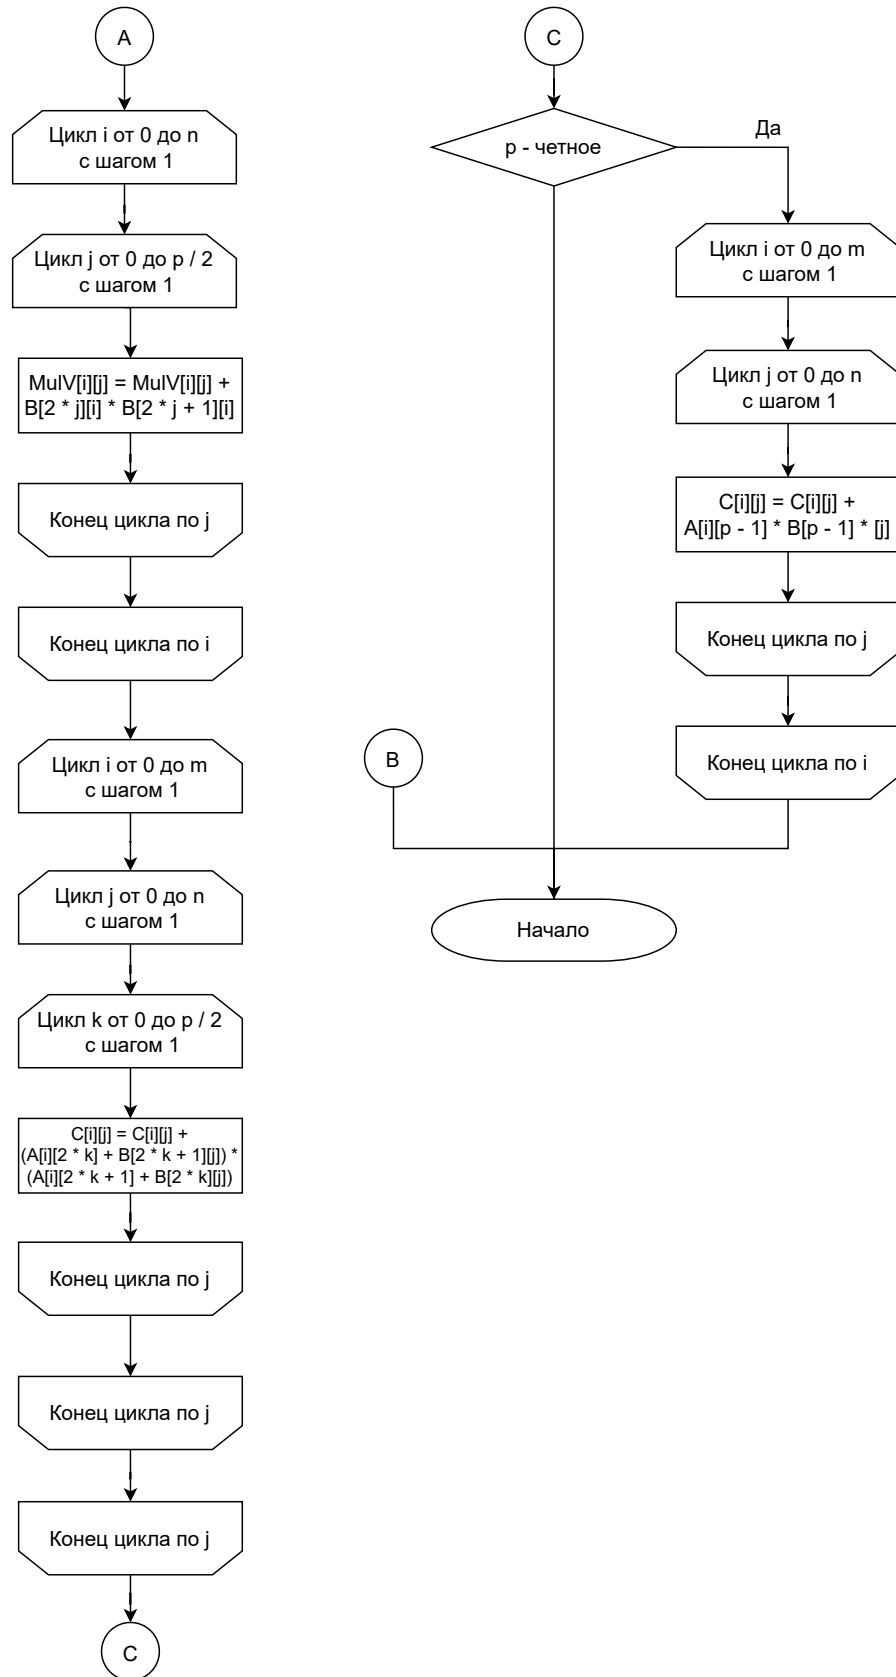 A
Цикл i от 0 до n
с шагом 1
Цикл j от 0 до p / 2
с шагом 1
MulV[i][j] = MulV[i][j] +
B[2 * j][i] * B[2 * j + 1][i]
Конец цикла по j
Конец цикла по i
Цикл i от 0 до m
с шагом 1
Цикл j от 0 до n
с шагом 1
Цикл k от 0 до p / 2
с шагом 1
C[i][j] = C[i][j] +
(A[i][2 * k] + B[2 * k + 1][j]) *
(A[i][2 * k + 1] + B[2 * k][j])
Конец цикла по j
Конец цикла по j
Конец цикла по j
C
C
p - четное
Да
Цикл i от 0 до m
с шагом 1
Цикл j от 0 до n
с шагом 1
C[i][j] = C[i][j] +
A[i][p - 1] * B[p - 1] * [j]
Конец цикла по j
Конец цикла по i
B
Начало